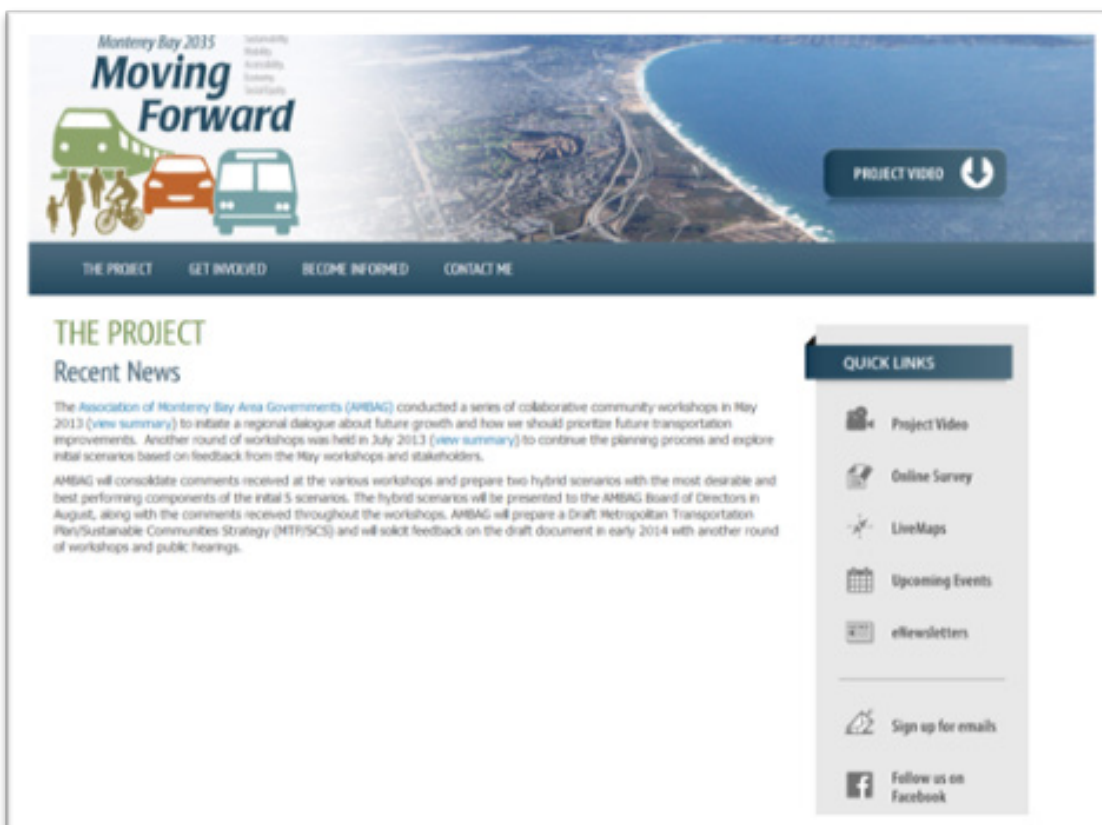 Monterey Bay 2035
Moving
Forward
Sustainability
Mobility
Accessibility
Economy
Social Equity
PROJECT VIDEO
THE PROJECT GET INVOLVED BECOME INFORMED CONTACT ME
THE PROJECT
Recent News
The Association of Monterey Bay Area Governments (AMBAG) conducted a series of collaborative community workshops in May
2013 (view summary) to initiate a regional dialogue about future growth and how we should prioritize future transportation
improvements. Another round of workshops was held in July 2013 (view summary) to continue the planning process and explore
initial scenarios based on feedback from the May workshops and stakeholders.
AMBAG will consolidate comments received at the various workshops and prepare two hybrid scenarios with the most desirable and
best performing components of the initial 5 scenarios. The hybrid scenarios will be presented to the AMBAG Board of Directors in
August, along with the comments received throughout the workshops. AMBAG will prepare a Draft Metropolitan Transportation
Plan/Sustainable Communities Strategy (MTP/SCS) and will solicit feedback on the draft document in early 2014 with another round
of workshops and public hearings.
QUICK LINKS
Project Video
Online Survey
LiveMaps
Upcoming Events
eNewsletters
Sign up for emails
Follow us on
Facebook